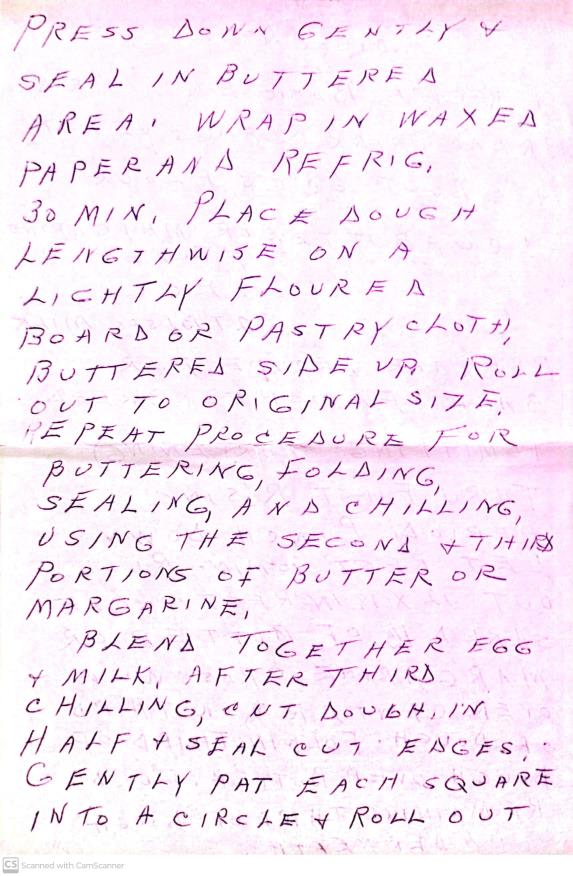 PRESS DOWN GENTLY &
SEAL IN BUTTERED
AREA. WRAP IN WAXED
PAPER AND REFRIG.
30 MIN. PLACE DOUGH
LENGTHWISE ON A
LIGHTLY FLOURED
BOARD OR PASTRY CLOTH,
BUTTERED SIDE UP. ROLL
OUT TO ORIGINAL SIZE.
REPEAT PROCEDURE FOR
BUTTERING, FOLDING,
SEALING, AND CHILLING,
USING THE SECOND & THIRD
PORTIONS OF BUTTER OR
MARGARINE.
BLEND TOGETHER EGG
& MILK. AFTER THIRD
CHILLING, CUT DOUGH, IN
HALF & SEAL CUT EDGES.
GENTLY PAT EACH SQUARE
INTO A CIRCLE & ROLL OUT
CS Scanned with CamScanner